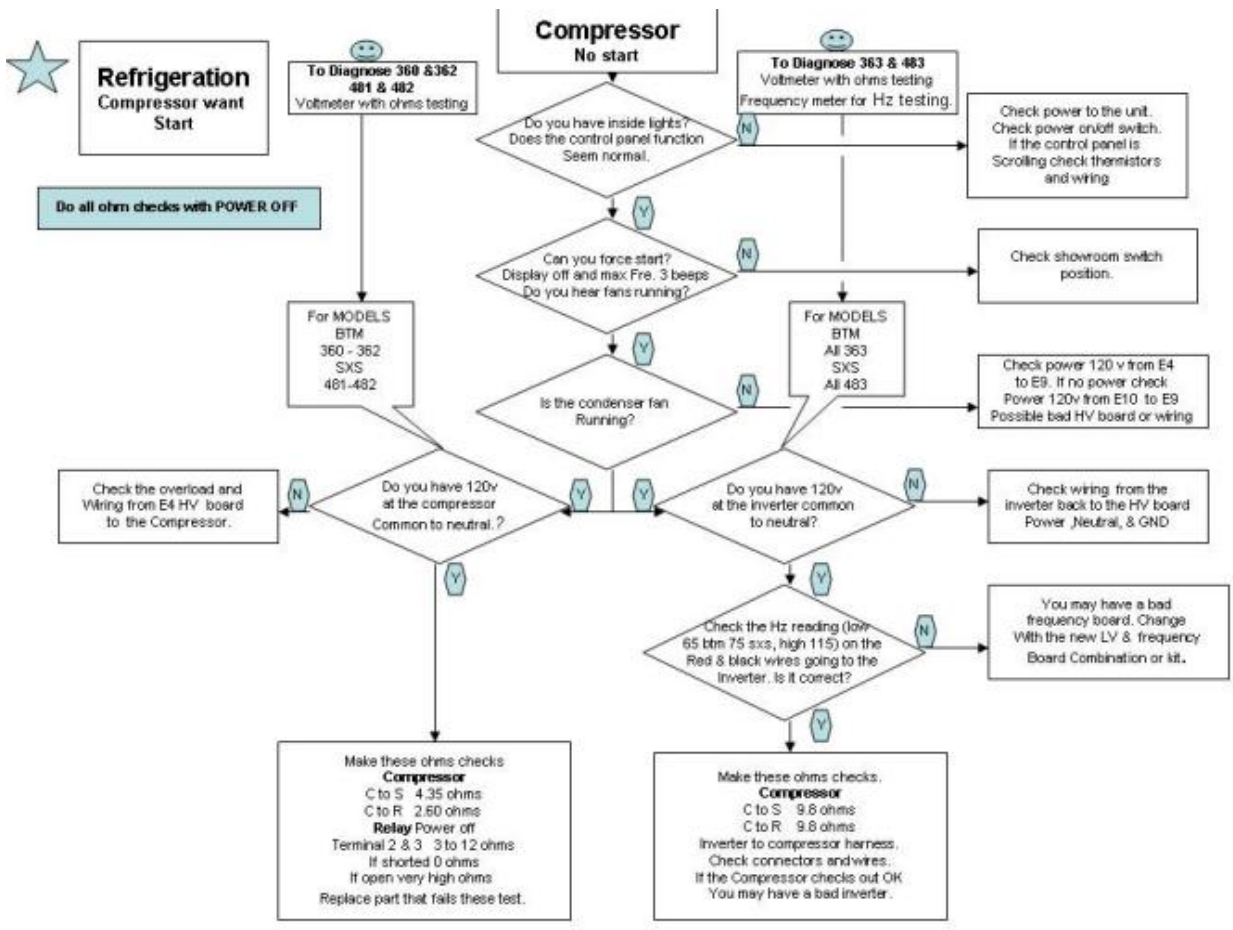 Compressor
No start
Refrigeration
Compressor want
Start
To Diagnose 360 &362
481 & 482
Voltmeter with ohms testing
To Diagnose 363 & 483
Voltmeter with ohms testing
Frequency meter for Hz testing.
Do all ohm checks with POWER OFF
Do you have inside lights?
Does the control panel function
Seem normal.
N
Check power to the unit.
Check power on/off switch.
If the control panel is
Scrolling check thermistors
and wiring
Y
Can you force start?
Display off and max Fre. 3 beeps
Do you hear fans running?
N
Check showroom switch
position.
Y
For MODELS
BTM
360 - 362
SXS
481-482
For MODELS
BTM
All 363
SXS
All 483
Is the condenser fan
Running?
N
Check power 120 v from E4
to E9. If no power check
Power 120v from E10 to E9
Possible bad HV board or wiring
Y
Y
Do you have 120v
at the compressor
Common to neutral.?
N
Check the overload and
Wiring from E4 HV board
to the Compressor.
Y
Do you have 120v
at the inverter common
to neutral?
N
Check wiring from the
inverter back to the HV board
Power ,Neutral, & GND
Y
Check the Hz reading (low
65 btm 75 sxs, high 115) on the
Red & black wires going to the
Inverter. Is it correct?
N
You may have a bad
frequency board. Change
With the new LV & frequency
Board Combination or kit.
Y
Make these ohms checks
Compressor
C to S 4.35 ohms
C to R 2.60 ohms
Relay Power off
Terminal 2 & 3 3 to 12 ohms
If shorted 0 ohms
If open very high ohms
Replace part that fails these test.
Make these ohms checks.
Compressor
C to S 9.8 ohms
C to R 9.8 ohms
Inverter to compressor harness.
Check connectors and wires.
If the Compressor checks out OK
You may have a bad inverter.